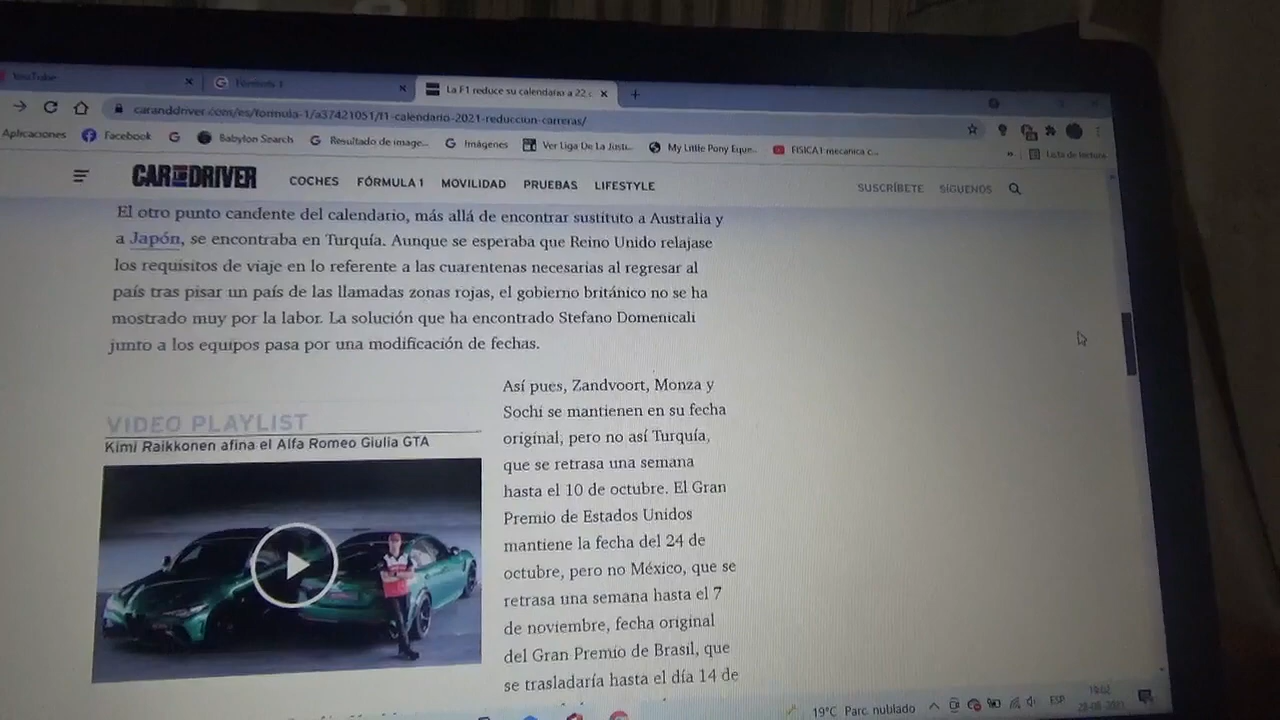 YouTube
Fórmula 1
La F1 reduce su calendario a 22 c
caranddriver.com/es/formula-1/a37421051/f1-calendario-2021-reduccion-carreras/
Aplicaciones Facebook Babylon Search Resultado de image... Imágenes Ver Liga De La Justi... My Little Pony Eque... FISICA I mecanica c... » Lista de lectura
CAR AND DRIVER COCHES FÓRMULA 1 MOVILIDAD PRUEBAS LIFESTYLE SUSCRÍBETE SÍGUENOS
El otro punto candente del calendario, más allá de encontrar sustituto a Australia y
a Japón, se encontraba en Turquía. Aunque se esperaba que Reino Unido relajase
los requisitos de viaje en lo referente a las cuarentenas necesarias al regresar al
país tras pisar un país de las llamadas zonas rojas, el gobierno británico no se ha
mostrado muy por la labor. La solución que ha encontrado Stefano Domenicali
junto a los equipos pasa por una modificación de fechas.
VIDEO PLAYLIST
Kimi Raikkonen afina el Alfa Romeo Giulia GTA
Así pues, Zandvoort, Monza y
Sochi se mantienen en su fecha
original, pero no así Turquía,
que se retrasa una semana
hasta el 10 de octubre. El Gran
Premio de Estados Unidos
mantiene la fecha del 24 de
octubre, pero no México, que se
retrasa una semana hasta el 7
de noviembre, fecha original
del Gran Premio de Brasil, que
se trasladaría hasta el día 14 de
19°C Parc. nublado ESP